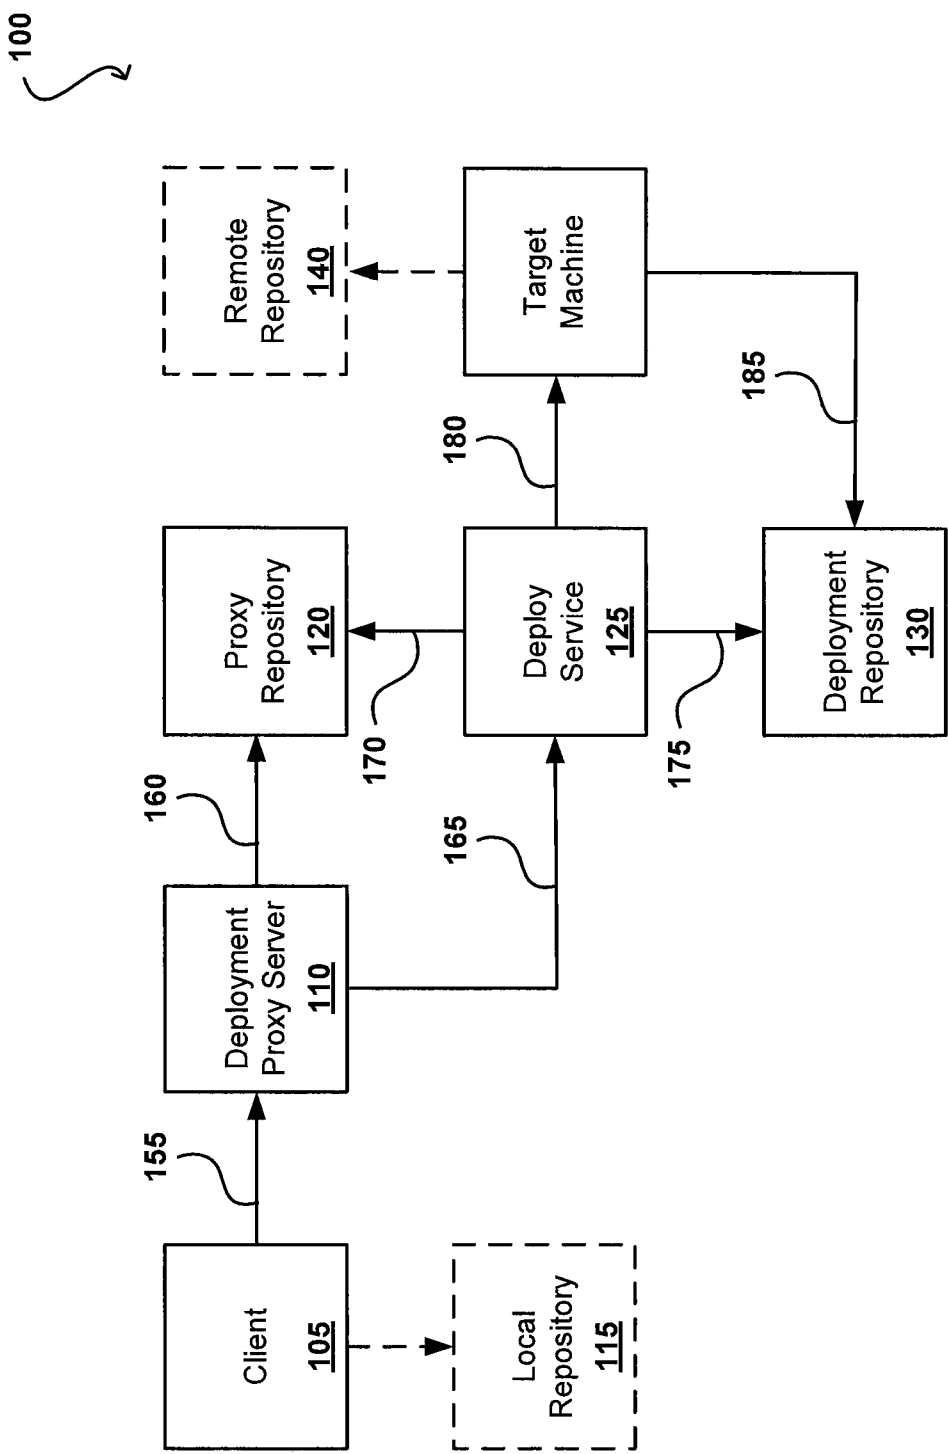 100
Client
105
155
Deployment
Proxy Server
110
160
Proxy
Repository
120
Remote
Repository
140
Local
Repository
115
165
170
Deploy
Service
125
180
Target
Machine
175
185
Deployment
Repository
130